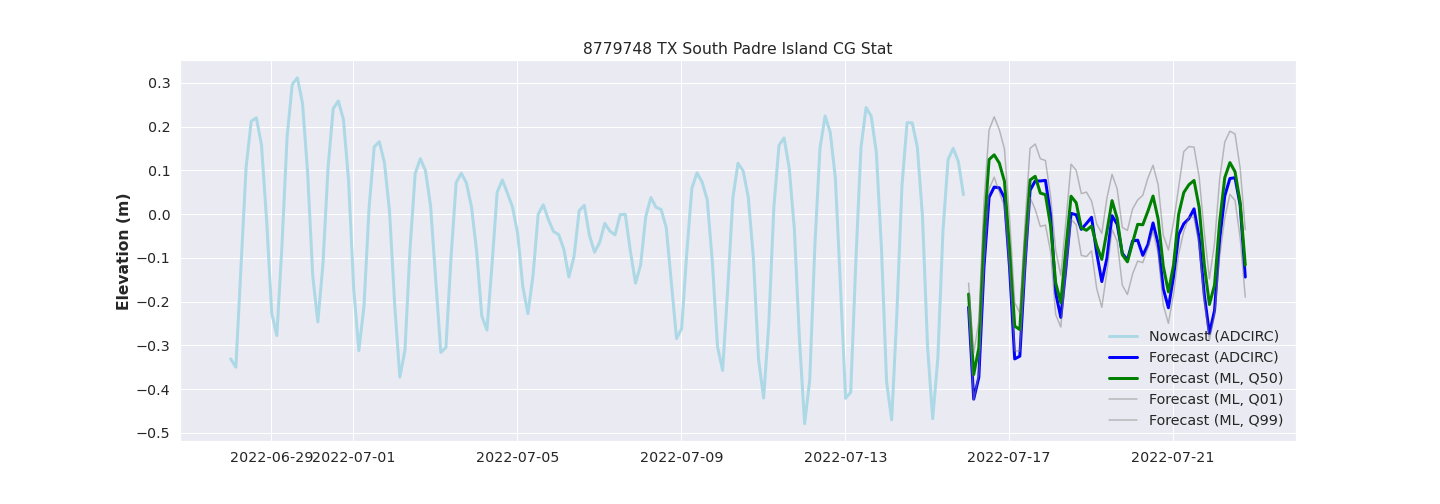 8779748 TX South Padre Island CG Stat
Elevation (m)
0.3
0.2
0.1
0.0
−0.1
−0.2
−0.3
−0.4
−0.5
Nowcast (ADCIRC)
Forecast (ADCIRC)
Forecast (ML, Q50)
Forecast (ML, Q01)
Forecast (ML, Q99)
2022-06-29 2022-07-01 2022-07-05 2022-07-09 2022-07-13 2022-07-17 2022-07-21